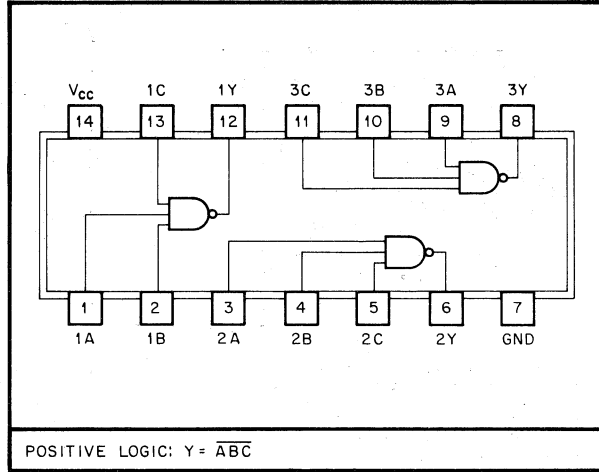 Vcc 1C 1Y 3C 3B 3A 3Y
14 13 12 11 10 9 8
1 2 3 4 5 6 7
1A 1B 2A 2B 2C 2Y GND
POSITIVE LOGIC: Y = A̅B̅C̅